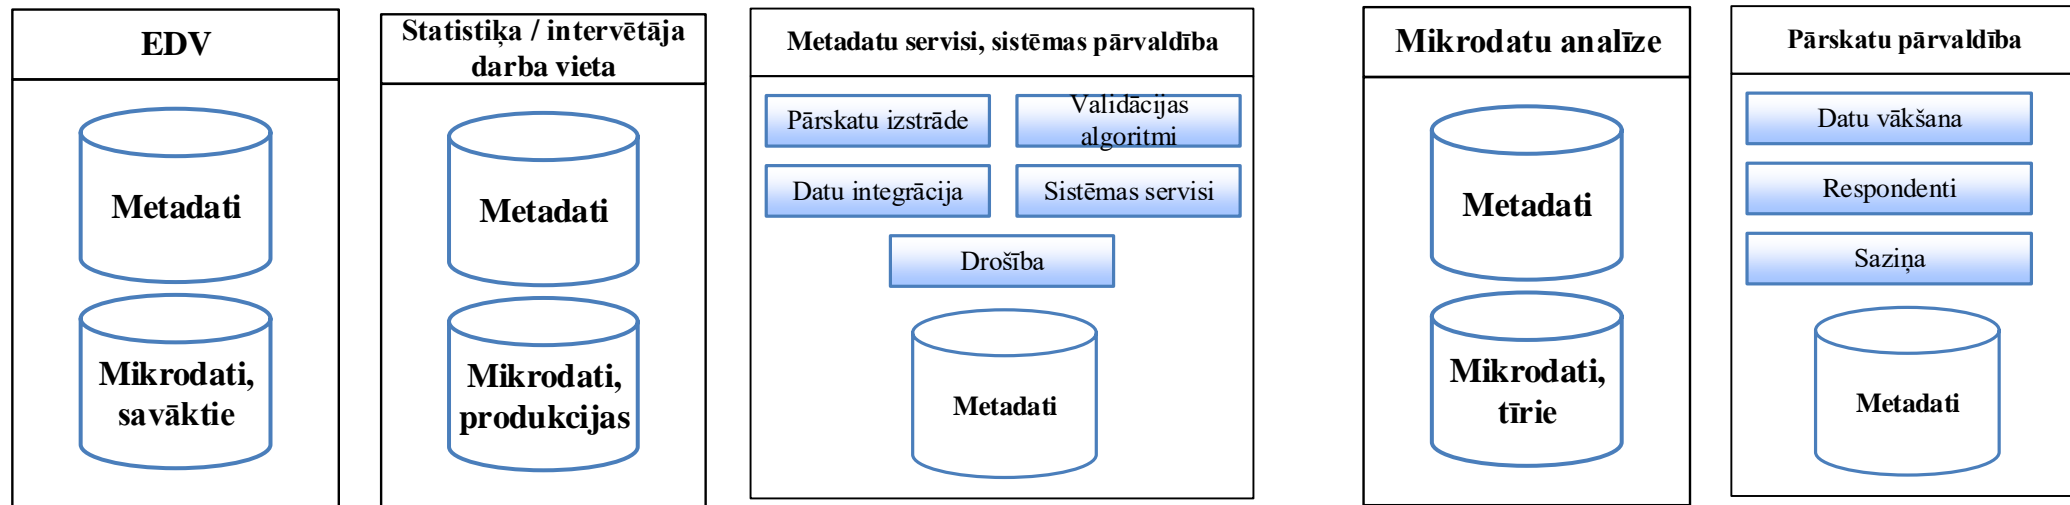 EDV
Metadati
Mikrodati,
savāktie
Statistiķa / intervētāja
darba vieta
Metadati
Mikrodati,
produkcijas
Metadatu servisi, sistēmas pārvaldība
Pārskatu izstrāde
Validācijas
algoritmi
Datu integrācija
Sistēmas servisi
Drošība
Metadati
Mikrodatu analīze
Metadati
Mikrodati,
tīrie
Pārskatu pārvaldība
Datu vākšana
Respondenti
Saziņa
Metadati